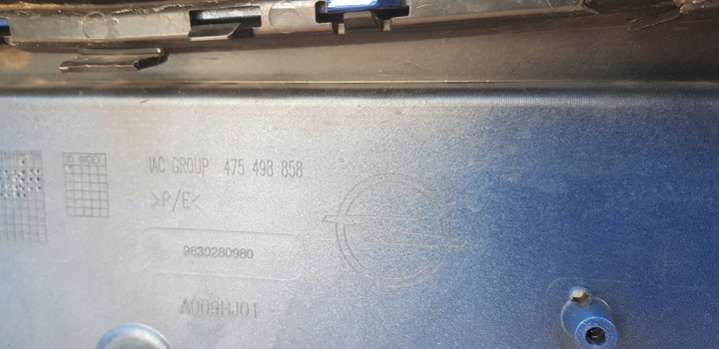 IAC GROUP 475 498 858
>P/E<
9830280980
A009HJ01